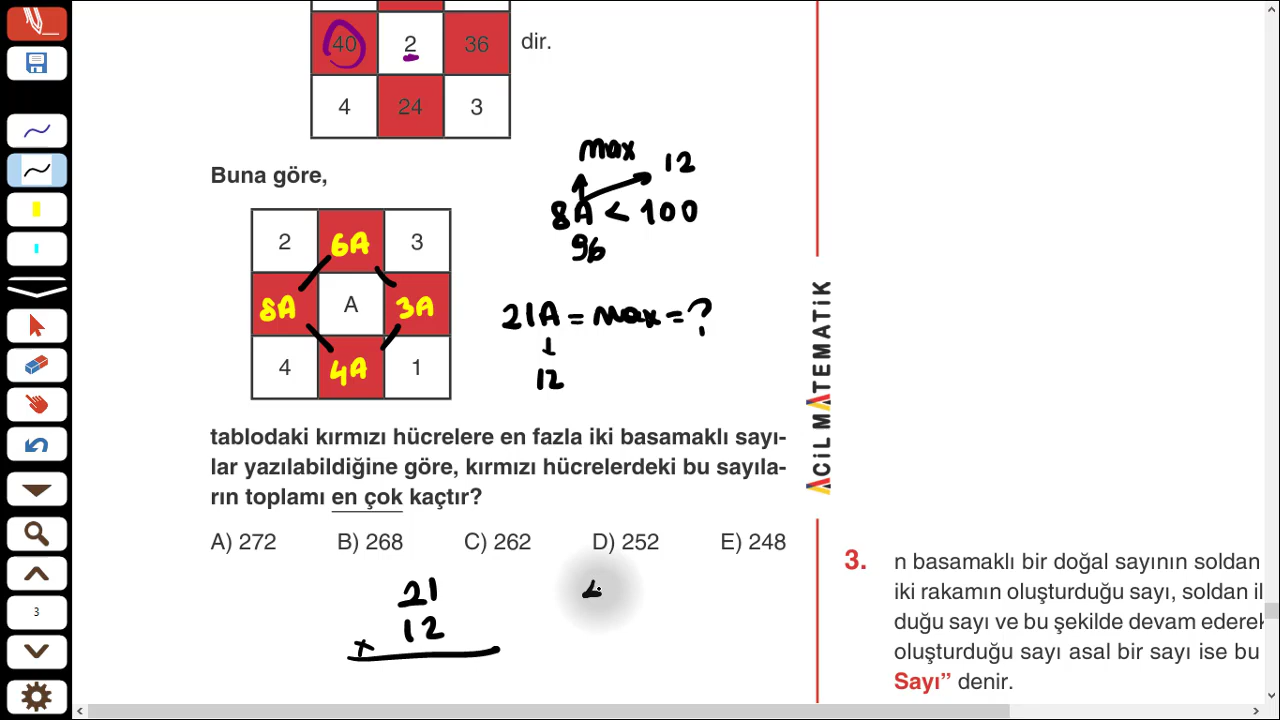 40 2 36 dir.
4 24 3
max
12
Buna göre,
8A < 100
96
2 6A 3
8A A 3A
4 4A 1
21A = max = ?
12
tablodaki kırmızı hücrelere en fazla iki basamaklı sayı-
lar yazılabildiğine göre, kırmızı hücrelerdeki bu sayıla-
rın toplamı en çok kaçtır?
A) 272 B) 268 C) 262 D) 252 E) 248
21
12
x
ACİL MATEMATİK
3. n basamaklı bir doğal sayının soldan
iki rakamın oluşturduğu sayı, soldan il
duğu sayı ve bu şekilde devam ederek
oluşturduğu sayı asal bir sayı ise bu
Sayı” denir.
3